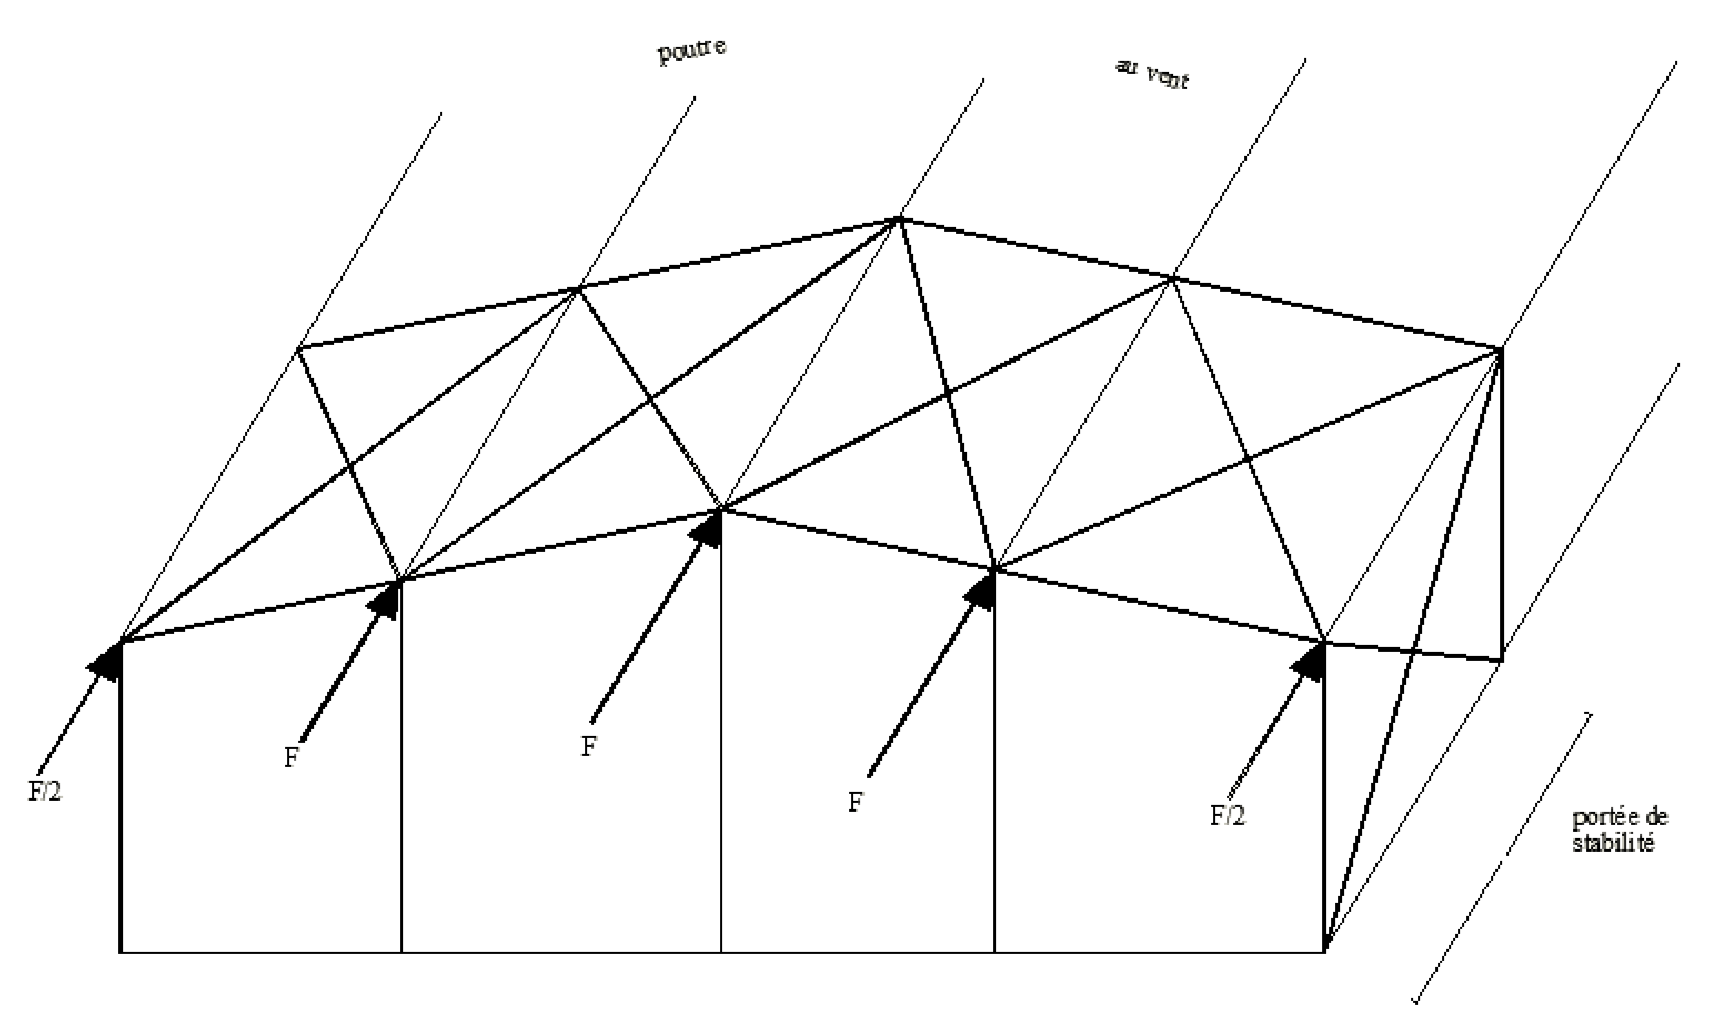 poutre
au vent
F/2
F
F
F
F/2
portée de
stabilité